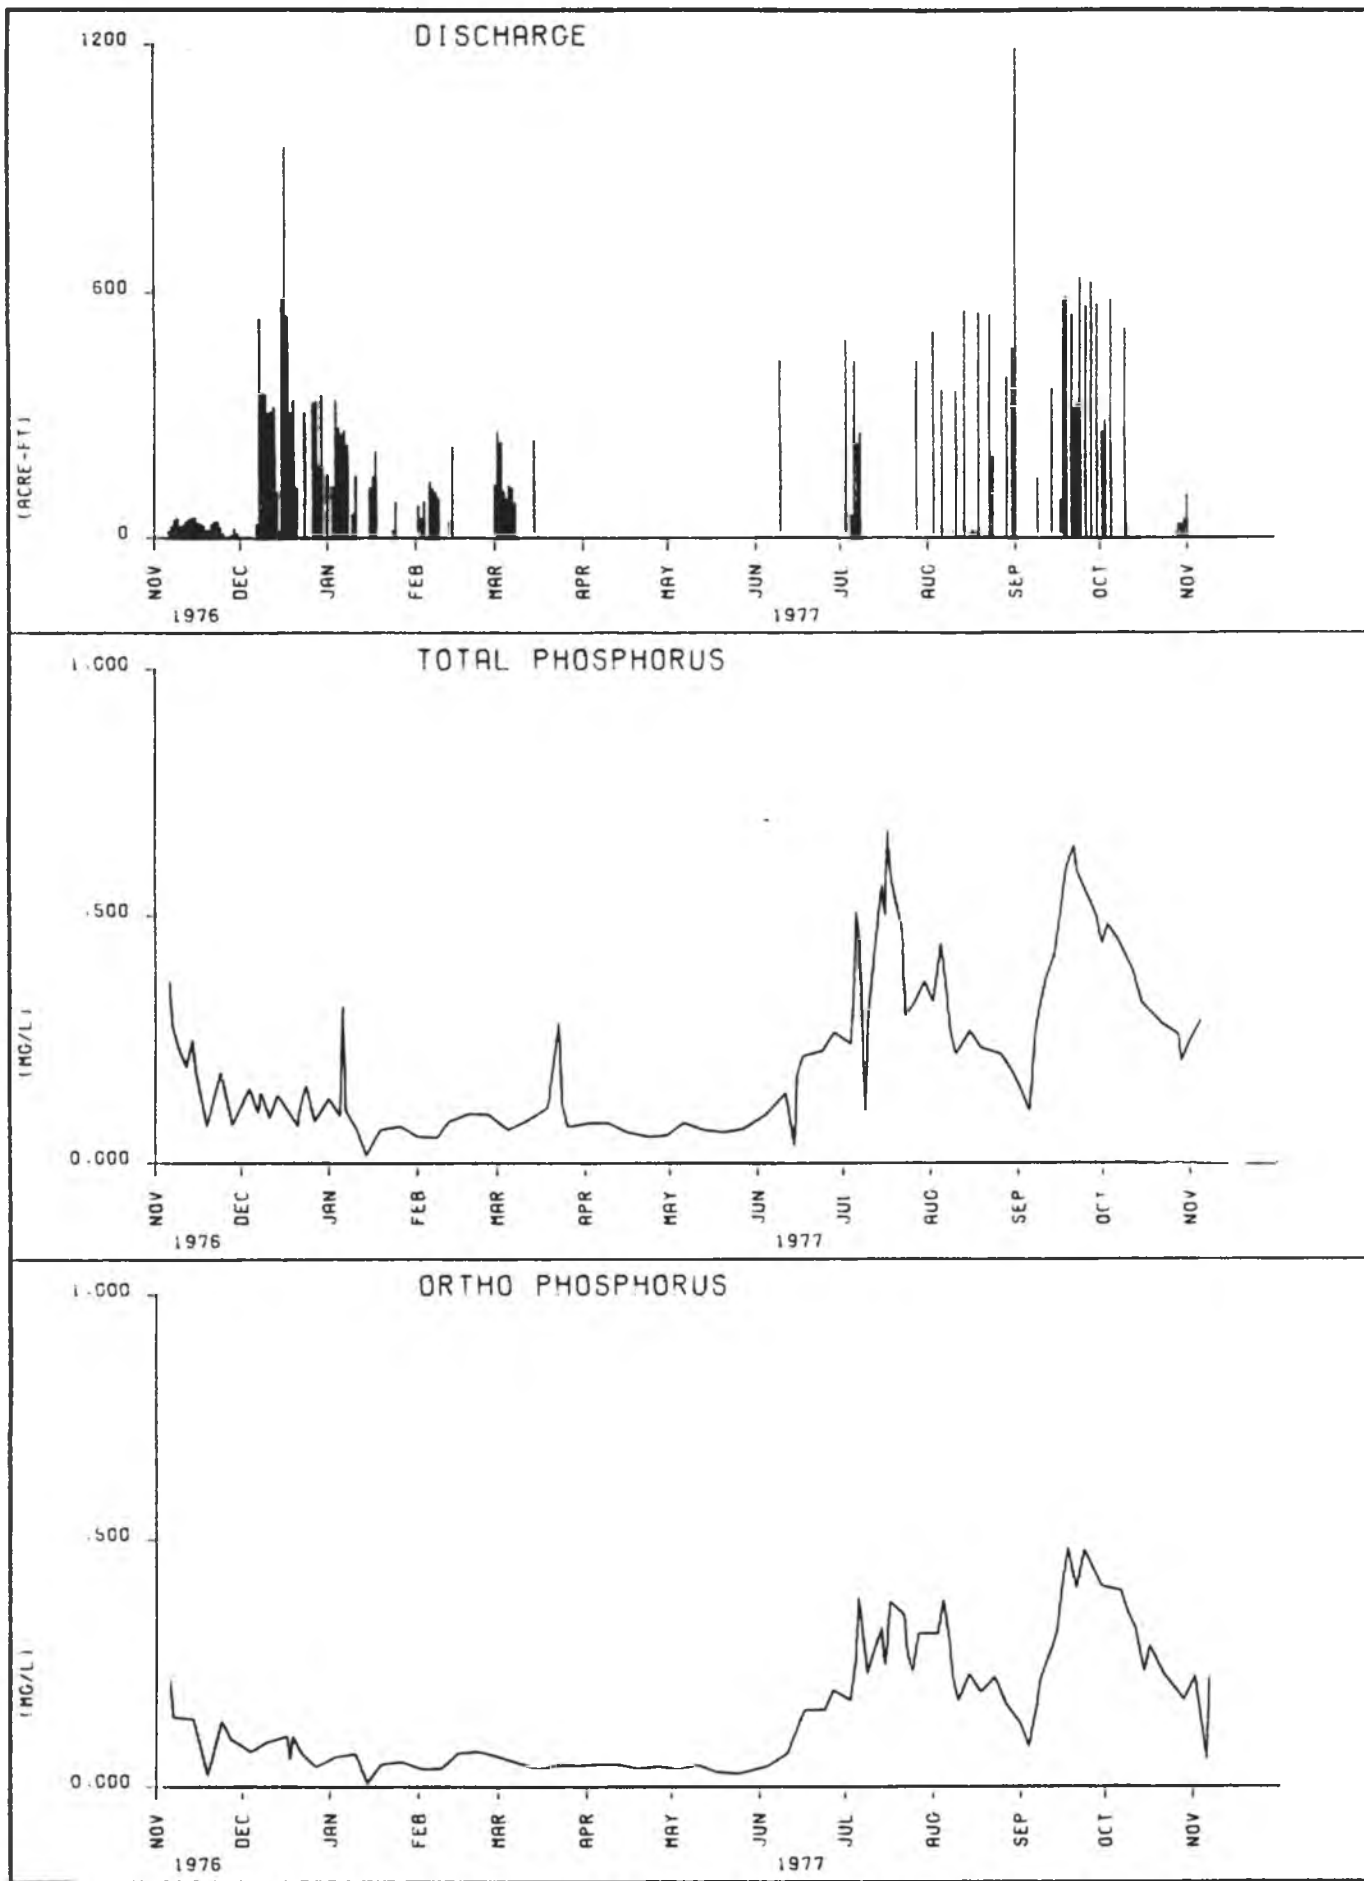 DISCHARGE
1200
600
0
(ACRE-FT)
NOV DEC JAN FEB MAR APR MAY JUN JUL AUG SEP OCT NOV
1976 1977
TOTAL PHOSPHORUS
1.000
.500
0.000
(MG/L)
NOV DEC JAN FEB MAR APR MAY JUN JUL AUG SEP OCT NOV
1976 1977
ORTHO PHOSPHORUS
1.000
.500
0.000
(MG/L)
NOV DEC JAN FEB MAR APR MAY JUN JUL AUG SEP OCT NOV
1976 1977